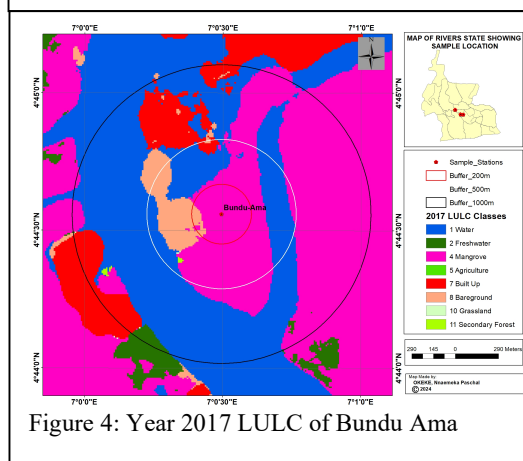 7°0'0"E 7°0'30"E 7°1'0"E
N
4°45'0"N 4°45'0"N
4°44'30"N 4°44'30"N
4°44'0"N 4°44'0"N
Bundu-Ama
7°0'0"E 7°0'30"E 7°1'0"E
MAP OF RIVERS STATE SHOWING
SAMPLE LOCATION
Sample_Stations
Buffer_200m
Buffer_500m
Buffer_1000m
2017 LULC Classes
1 Water
2 Freshwater
4 Mangrove
5 Agriculture
7 Built Up
8 Bareground
10 Grassland
11 Secondary Forest
290 145 0 290 Meters
Map Made by
OKEKE, Nnaemeka Paschal
© 2024
Figure 4: Year 2017 LULC of Bundu Ama